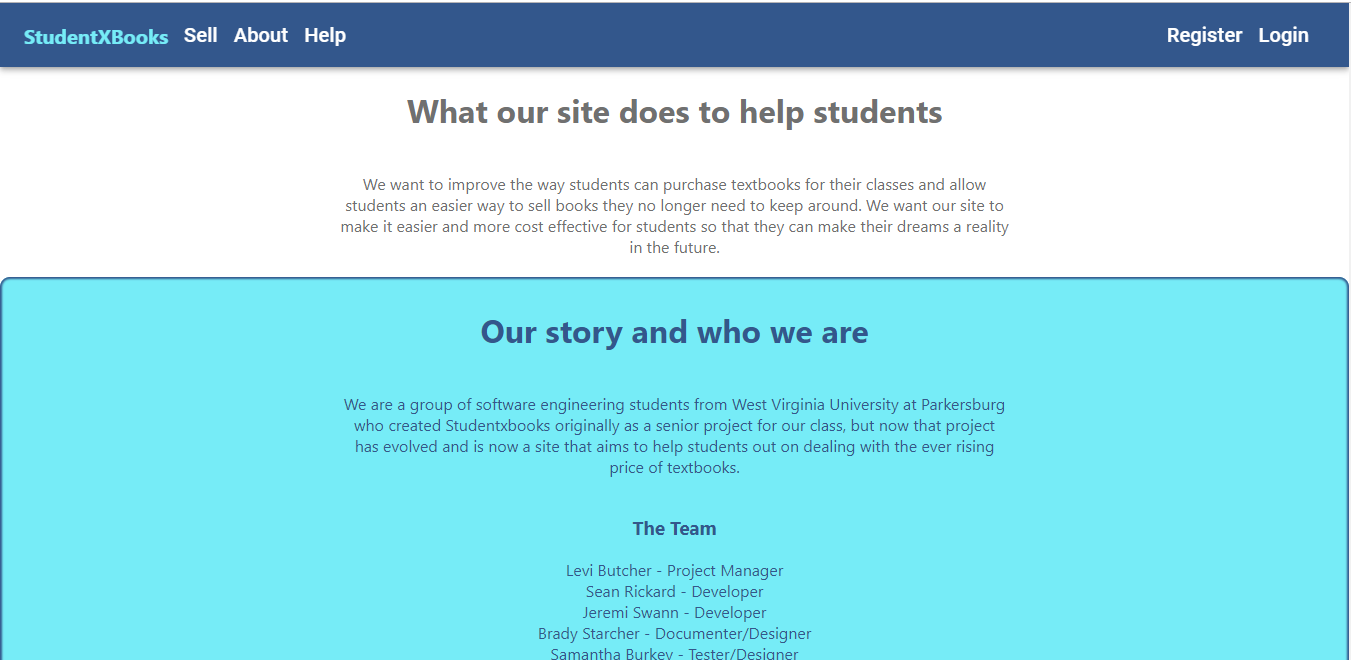 StudentXBooks Sell About Help Register Login
What our site does to help students
We want to improve the way students can purchase textbooks for their classes and allow
students an easier way to sell books they no longer need to keep around. We want our site to
make it easier and more cost effective for students so that they can make their dreams a reality
in the future.
Our story and who we are
We are a group of software engineering students from West Virginia University at Parkersburg
who created Studentxbooks originally as a senior project for our class, but now that project
has evolved and is now a site that aims to help students out on dealing with the ever rising
price of textbooks.
The Team
Levi Butcher - Project Manager
Sean Rickard - Developer
Jeremi Swann - Developer
Brady Starcher - Documenter/Designer
Samantha Burkey - Tester/Designer